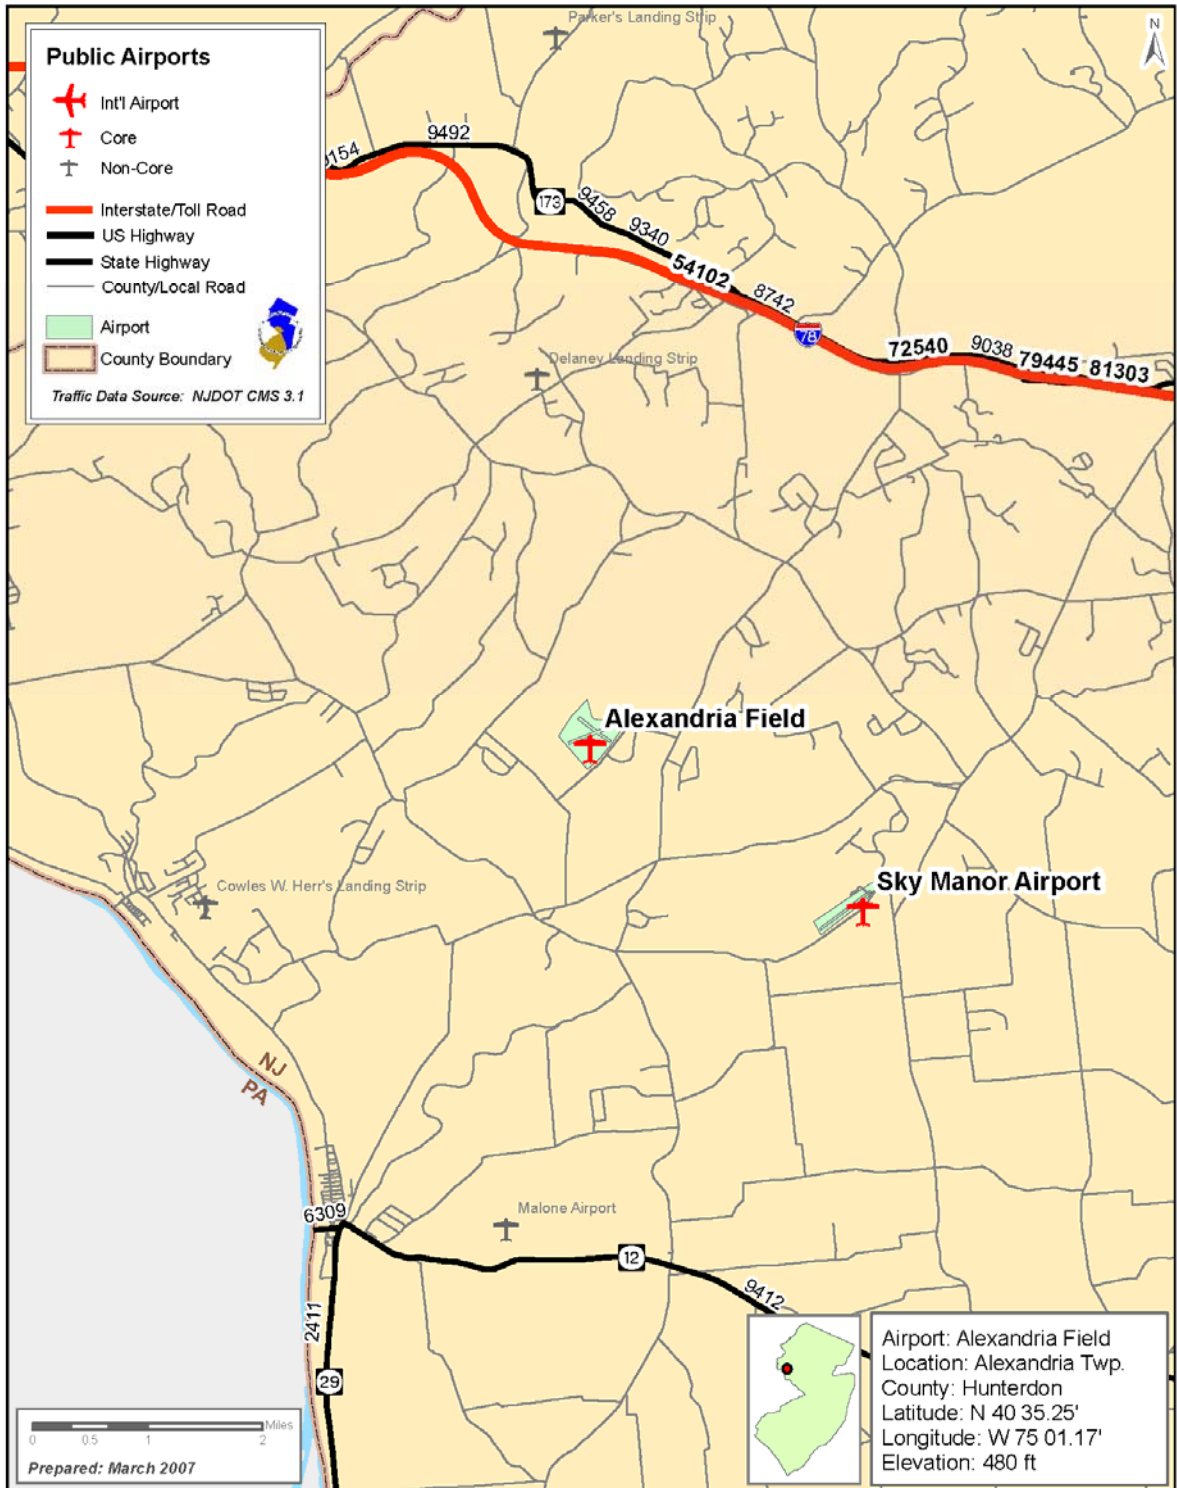 Parker's Landing Strip
N
Public Airports
Int'l Airport
Core
Non-Core
Interstate/Toll Road
US Highway
State Highway
County/Local Road
Airport
County Boundary
Traffic Data Source: NJDOT CMS 3.1
9154
9492
173
9458
9340
54102
8742
78
72540
9038
79445
81303
Delaney Landing Strip
Alexandria Field
Sky Manor Airport
Cowles W. Herr's Landing Strip
NJ
PA
6309
Malone Airport
12
9412
2411
29
Miles
0 0.5 1 2
Prepared: March 2007
Airport: Alexandria Field
Location: Alexandria Twp.
County: Hunterdon
Latitude: N 40 35.25'
Longitude: W 75 01.17'
Elevation: 480 ft